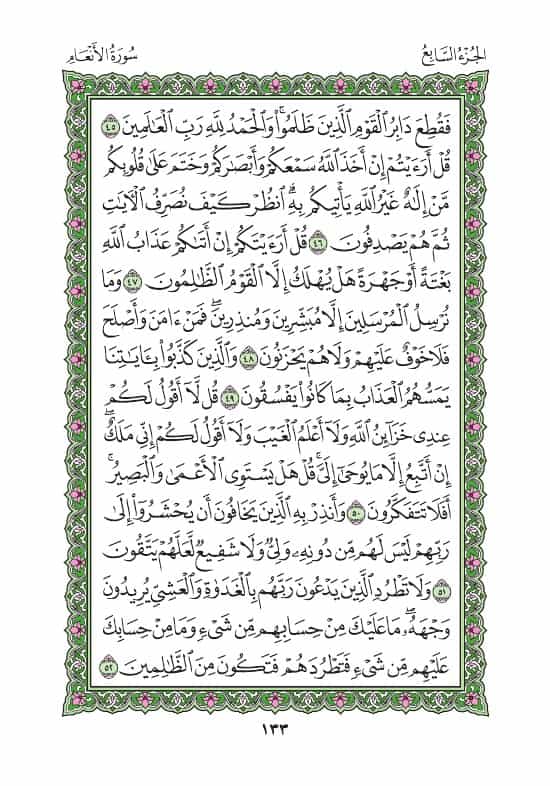 الجُزْءُ السَّابِعُ
سُورَةُ الأَنْعَامِ
فَقُطِعَ دَابِرُ ٱلْقَوْمِ ٱلَّذِينَ ظَلَمُوا۟ۚ وَٱلْحَمْدُ لِلَّهِ رَبِّ ٱلْعَٰلَمِينَ ٤٥
قُلْ أَرَءَيْتُمْ إِنْ أَخَذَ ٱللَّهُ سَمْعَكُمْ وَأَبْصَٰرَكُمْ وَخَتَمَ عَلَىٰ قُلُوبِكُم
مَّنْ إِلَٰهٌ غَيْرُ ٱللَّهِ يَأْتِيكُم بِهِۗ ٱنظُرْ كَيْفَ نُصَرِّفُ ٱلْـَٔايَٰتِ
ثُمَّ هُمْ يَصْدِفُونَ ٤٦ قُلْ أَرَءَيْتَكُمْ إِنْ أَتَىٰكُمْ عَذَابُ ٱللَّهِ
بَغْتَةً أَوْ جَهْرَةً هَلْ يُهْلَكُ إِلَّا ٱلْقَوْمُ ٱلظَّٰلِمُونَ ٤٧ وَمَا
نُرْسِلُ ٱلْمُرْسَلِينَ إِلَّا مُبَشِّرِينَ وَمُنذِرِينَۖ فَمَنْ ءَامَنَ وَأَصْلَحَ
فَلَا خَوْفٌ عَلَيْهِمْ وَلَا هُمْ يَحْزَنُونَ ٤٨ وَٱلَّذِينَ كَذَّبُوا۟ بِـَٔايَٰتِنَا
يَمَسُّهُمُ ٱلْعَذَابُ بِمَا كَانُوا۟ يَفْسُقُونَ ٤٩ قُل لَّآ أَقُولُ لَكُمْ
عِندِى خَزَآئِنُ ٱللَّهِ وَلَآ أَعْلَمُ ٱلْغَيْبَ وَلَآ أَقُولُ لَكُمْ إِنِّى مَلَكٌۖ
إِنْ أَتَّبِعُ إِلَّا مَا يُوحَىٰٓ إِلَىَّۚ قُلْ هَلْ يَسْتَوِى ٱلْأَعْمَىٰ وَٱلْبَصِيرُۚ
أَفَلَا تَتَفَكَّرُونَ ٥٠ وَأَنذِرْ بِهِ ٱلَّذِينَ يَخَافُونَ أَن يُحْشَرُوٓا۟ إِلَىٰ
رَبِّهِمْۙ لَيْسَ لَهُم مِّن دُونِهِۦ وَلِىٌّ وَلَا شَفِيعٌ لَّعَلَّهُمْ يَتَّقُونَ
٥١ وَلَا تَطْرُدِ ٱلَّذِينَ يَدْعُونَ رَبَّهُم بِٱلْغَدَوٰةِ وَٱلْعَشِىِّ يُرِيدُونَ
وَجْهَهُۥۖ مَا عَلَيْكَ مِنْ حِسَابِهِم مِّن شَىْءٍ وَمَا مِنْ حِسَابِكَ
عَلَيْهِم مِّن شَىْءٍ فَتَطْرُدَهُمْ فَتَكُونَ مِنَ ٱلظَّٰلِمِينَ ٥٢
١٣٣